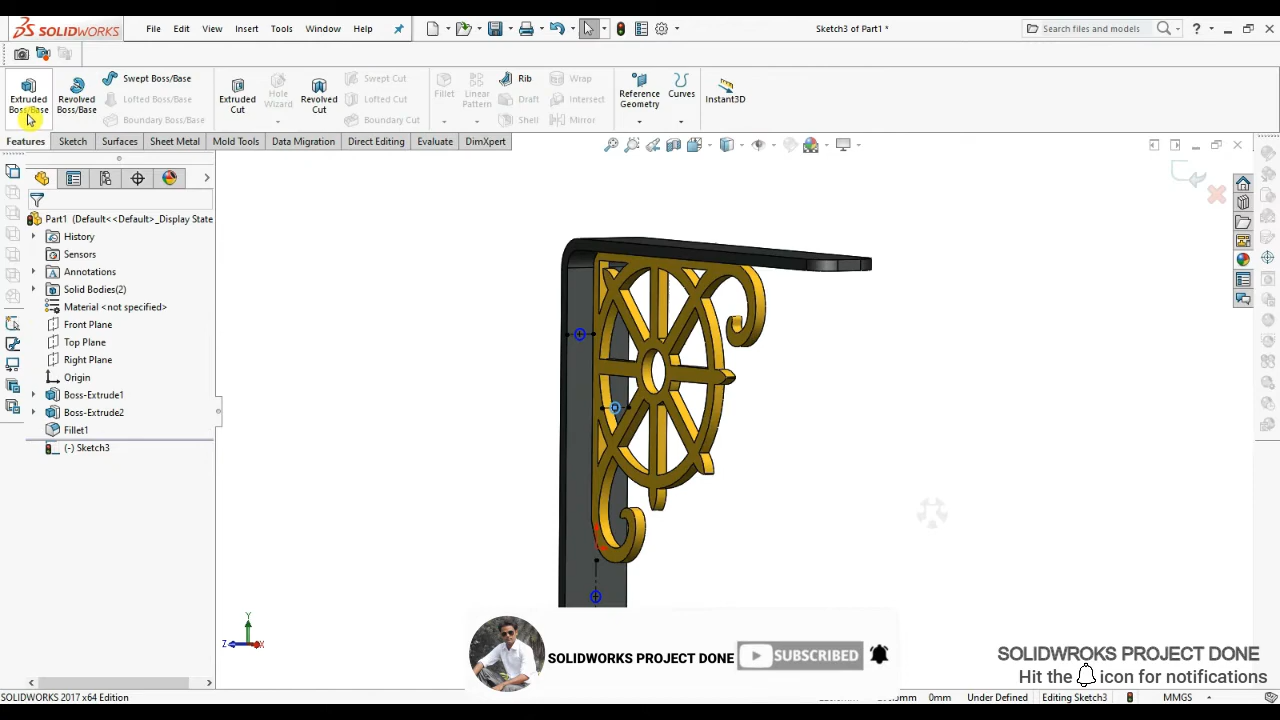 SOLIDWORKS
File Edit View Insert Tools Window Help
Sketch3 of Part1 *
Search files and models
Extruded Boss/Base
Revolved Boss/Base
Swept Boss/Base
Lofted Boss/Base
Boundary Boss/Base
Extruded Cut
Hole Wizard
Revolved Cut
Swept Cut
Lofted Cut
Boundary Cut
Fillet
Linear Pattern
Rib
Draft
Shell
Wrap
Intersect
Mirror
Reference Geometry
Curves
Instant3D
Features Sketch Surfaces Sheet Metal Mold Tools Data Migration Direct Editing Evaluate DimXpert
Part1 (Default<<Default>_Display State
History
Sensors
Annotations
Solid Bodies(2)
Material <not specified>
Front Plane
Top Plane
Right Plane
Origin
Boss-Extrude1
Boss-Extrude2
Fillet1
(-) Sketch3
Y
Z
X
SOLIDWORKS PROJECT DONE
SUBSCRIBED
SOLIDWROKS PROJECT DONE
Hit the icon for notifications
SOLIDWORKS 2017 x64 Edition
0mm Under Defined Editing Sketch3 MMGS